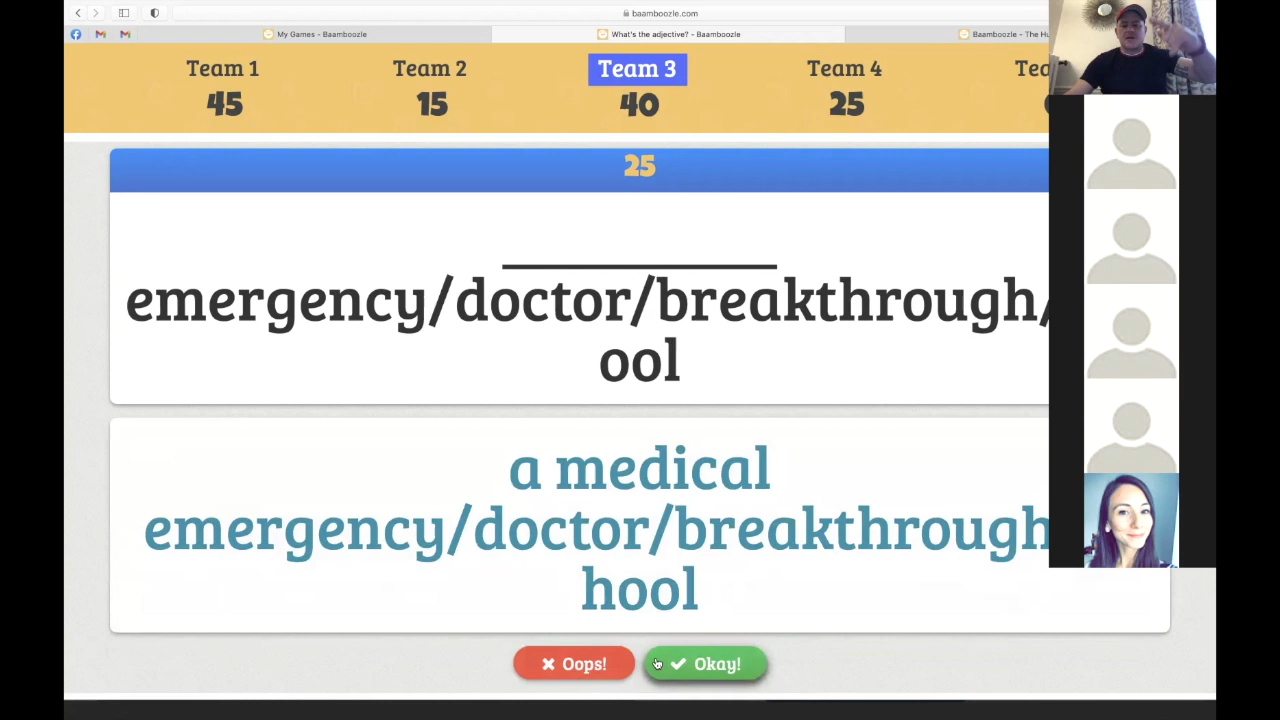 baamboozle.com
My Games - Baamboozle
What's the adjective? - Baamboozle
Baamboozle - The
Team 1
Team 2
Team 3
Team 4
45
15
40
25
25
emergency/doctor/breakthrough/
ool
a medical
emergency/doctor/breakthrough
hool
Oops!
Okay!